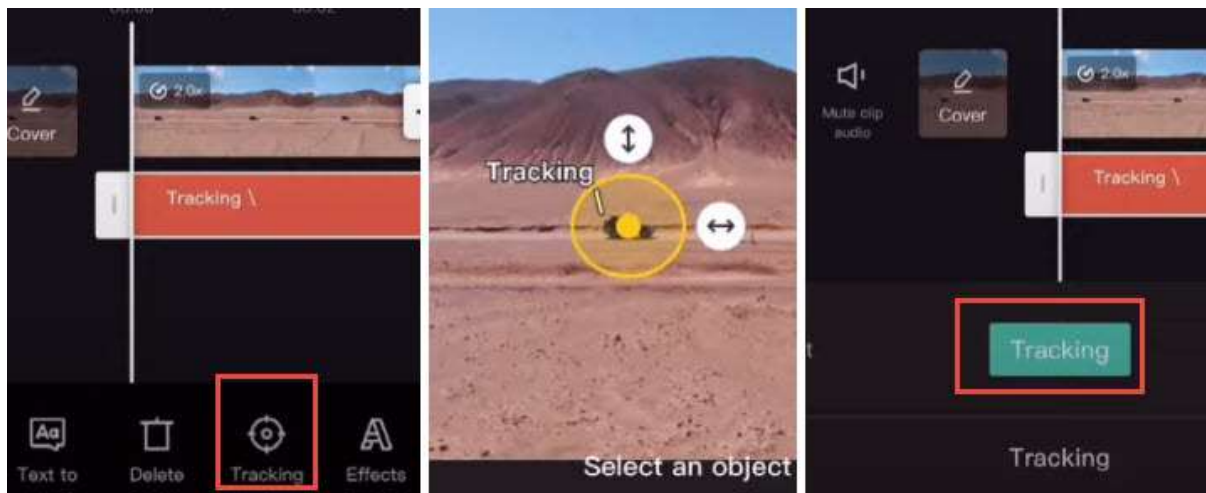 2.0x
Cover
Tracking \
Text to
Delete
Tracking
Effects
Tracking \
Select an object
Mute clip
audio
Cover
2.0x
Tracking \
t
Tracking
Tracking